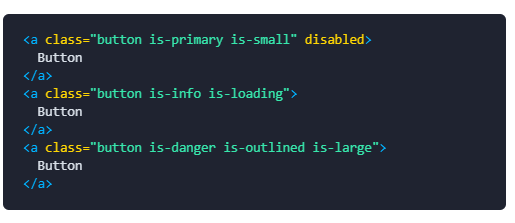 <a class="button is-primary is-small" disabled>
  Button
</a>
<a class="button is-info is-loading">
  Button
</a>
<a class="button is-danger is-outlined is-large">
  Button
</a>